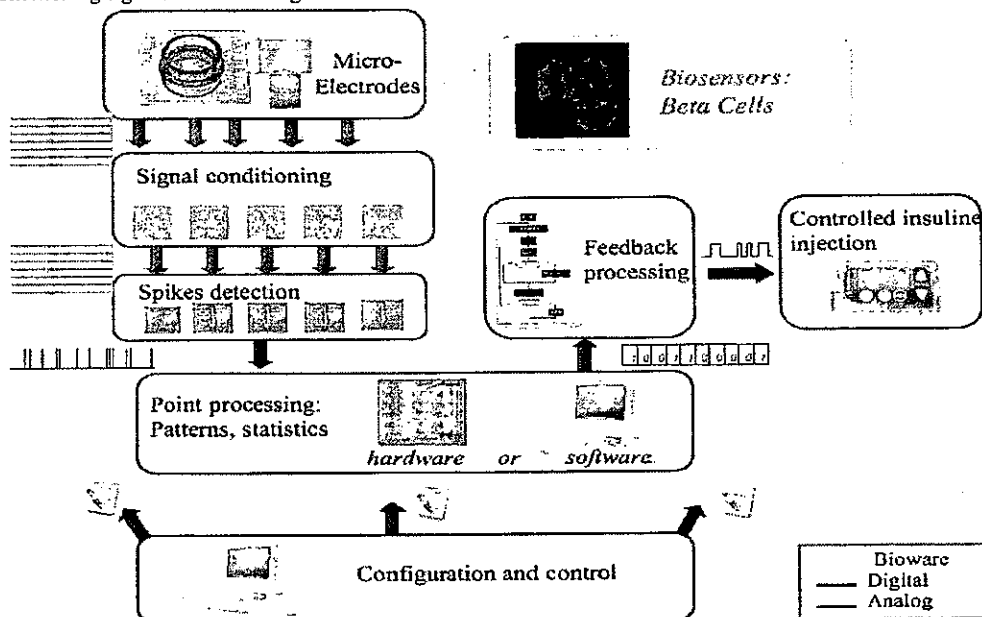 Micro-
Electrodes
Biosensors:
Beta Cells
Signal conditioning
Spikes detection
Feedback
processing
Controlled insuline
injection
Point processing:
Patterns, statistics
hardware or software.
Configuration and control
Bioware
Digital
Analog